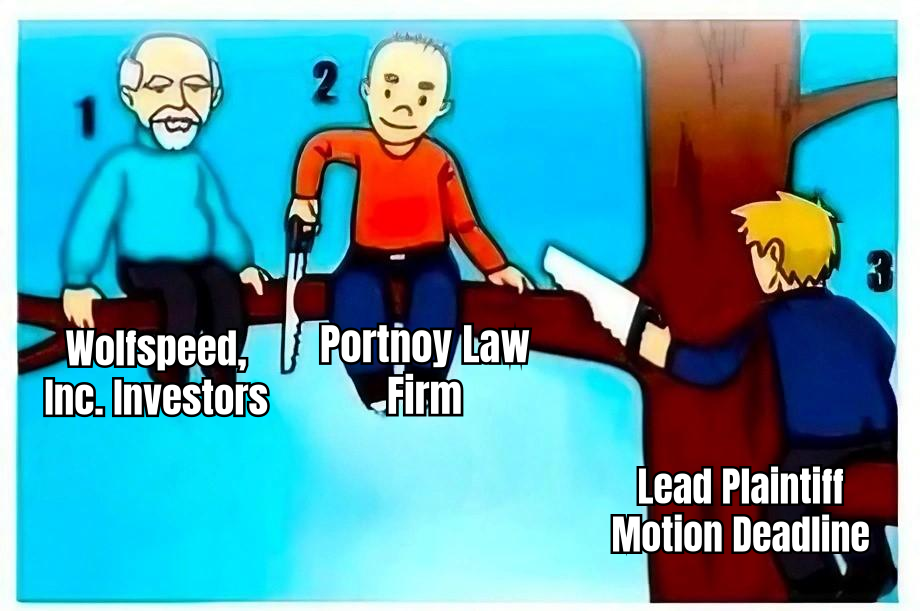 1
2
3
Wolfspeed,
Inc. Investors
Portnoy Law
Firm
Lead Plaintiff
Motion Deadline